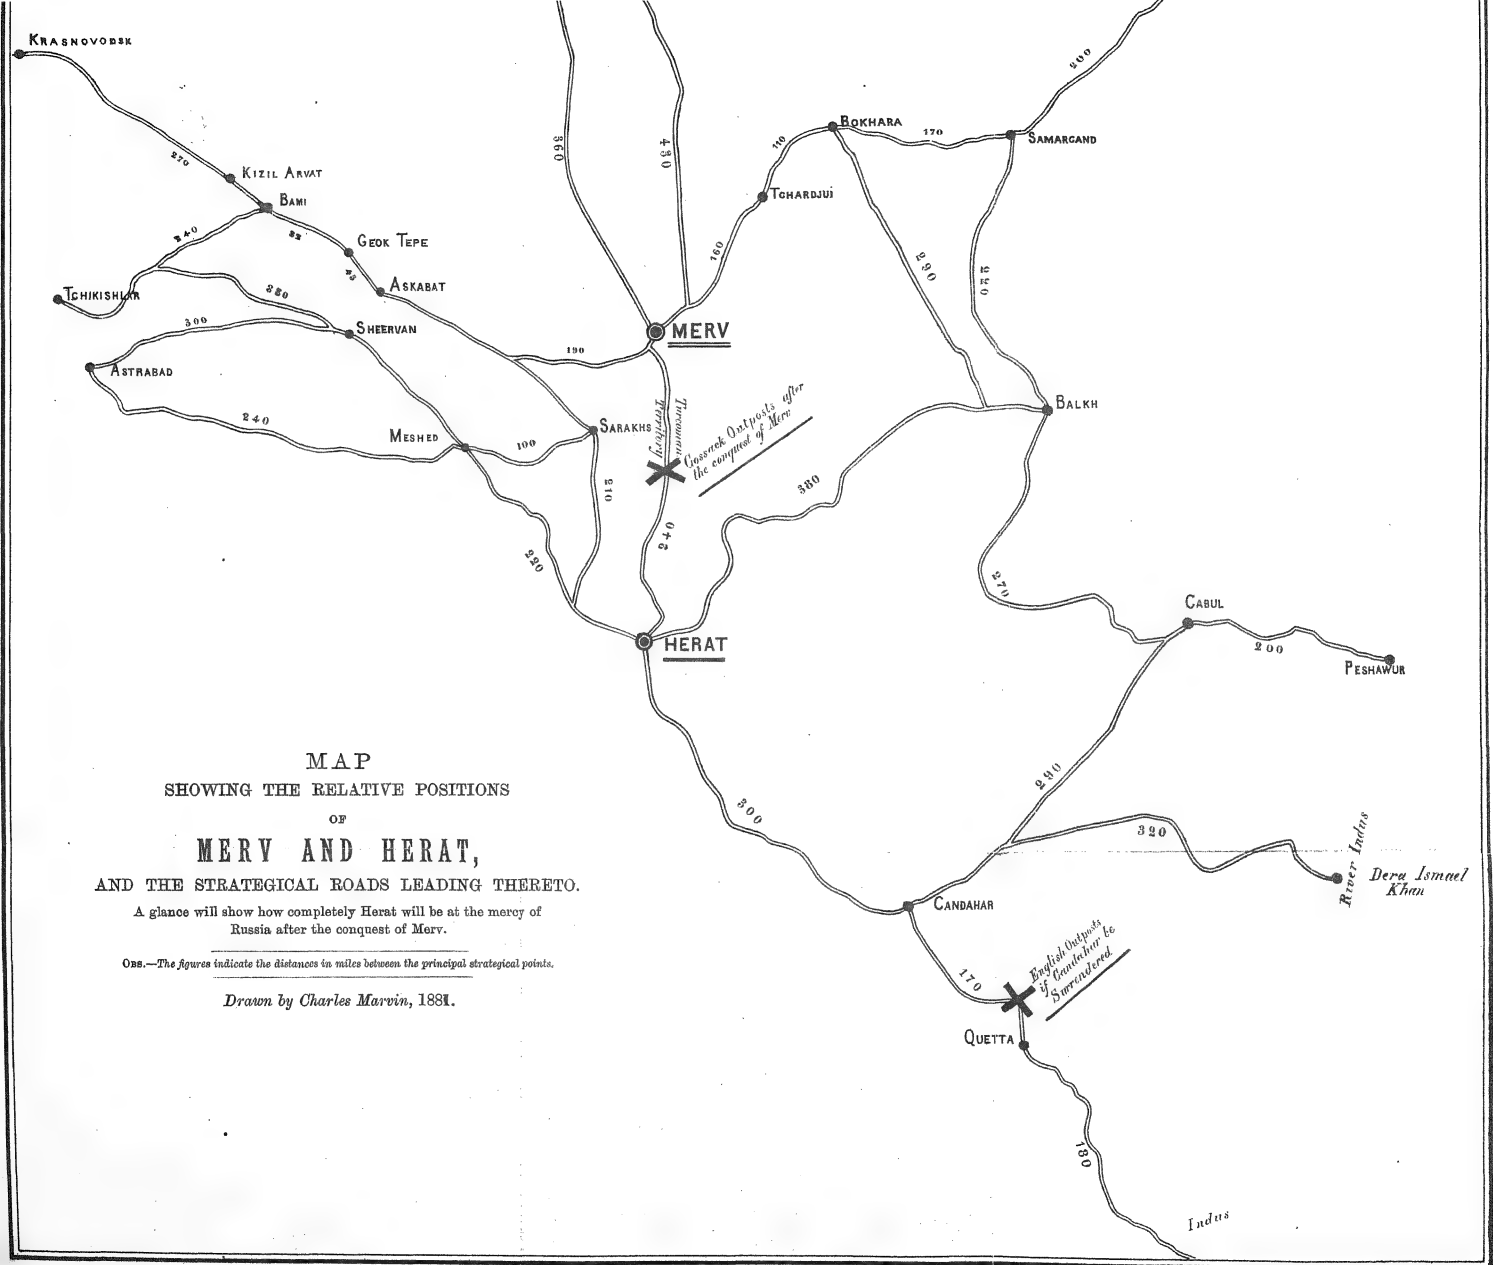 KRASNOVODSK
200
BOKHARA
170
SAMARCAND
110
360
430
270
KIZIL ARVAT
BAMI
TCHARDJUI
240
GEOK TEPE
160
290
ASKABAT
TCHIKISHLAR
300
SHEERVAN
MERV
190
ASTRABAD
BALKH
240
MESHED
100
SARAKHS
Turcoman
Territory
Cossack Outposts after
the conquest of Merv
210
380
220
240
270
CABUL
200
PESHAWUR
HERAT
MAP
SHOWING THE RELATIVE POSITIONS
OF
MERV AND HERAT,
AND THE STRATEGICAL ROADS LEADING THERETO.
A glance will show how completely Herat will be at the mercy of
Russia after the conquest of Merv.
OBS.—The figures indicate the distances in miles between the principal strategical points.
Drawn by Charles Marvin, 1881.
300
290
320
River Indus
Dera Ismael
Khan
CANDAHAR
170
English Outposts
if Candahar be
Surrendered
QUETTA
180
Indus